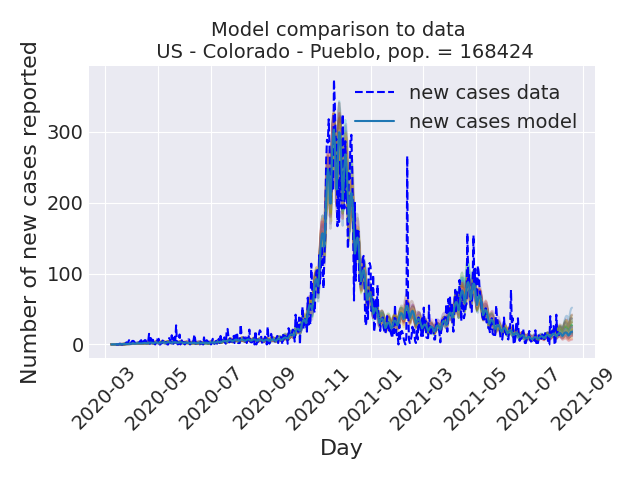 Model comparison to data
US - Colorado - Pueblo, pop. = 168424
new cases data
new cases model
Number of new cases reported
300
200
100
0
2020-03
2020-05
2020-07
2020-09
2020-11
2021-01
2021-03
2021-05
2021-07
2021-09
Day